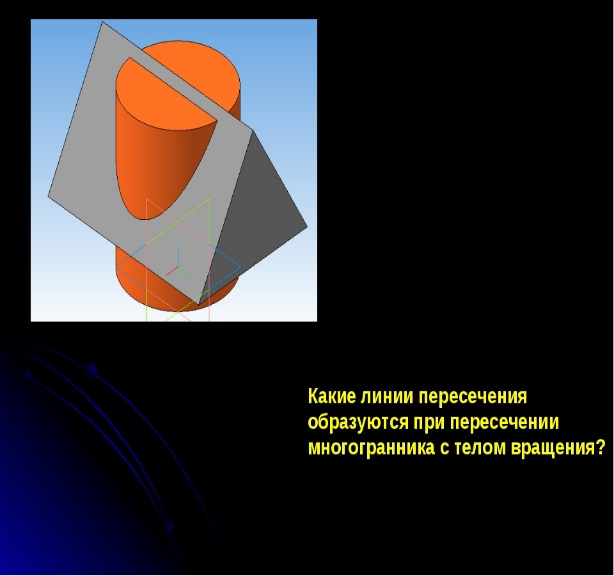 Какие линии пересечения
образуются при пересечении
многогранника с телом вращения?